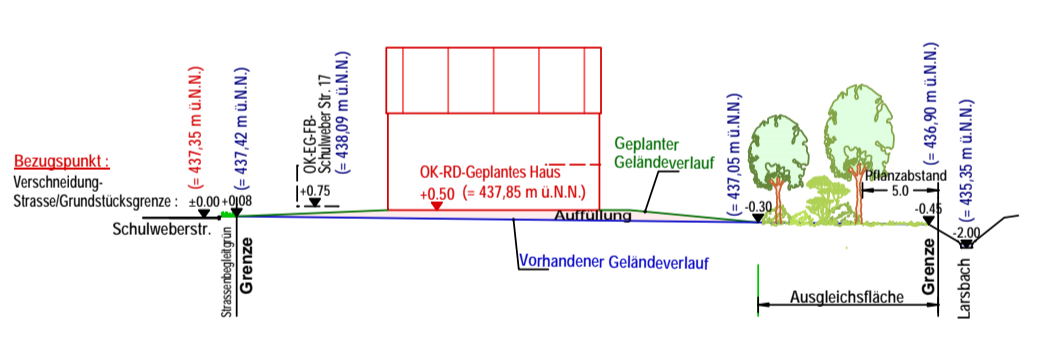 Bezugspunkt :
Verschneidung-
Strasse/Grundstücksgrenze :
±0.00
+0.08
(= 437,35 m ü.N.N.)
(= 437,42 m ü.N.N.)
Schulweberstr.
Strassenbegleitgrün
Grenze
OK-EG-FB-
Schulweber Str. 17
(= 438,09 m ü.N.N.)
+0.75
OK-RD-Geplantes Haus
+0.50 (= 437,85 m ü.N.N.)
Geplanter
Geländeverlauf
Auffüllung
Vorhandener Geländeverlauf
(= 437,05 m ü.N.N.)
-0.30
Pflanzabstand
5.0
(= 436,90 m ü.N.N.)
-0.45
(= 435,35 m ü.N.N.)
-2.00
Ausgleichsfläche
Grenze
Larsbach